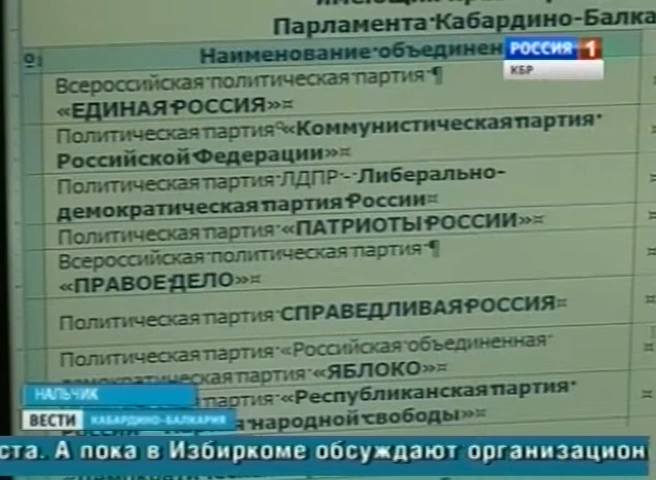 Парламента Кабардино-Балка
Наименование объединен
РОССИЯ 1
КБР
Всероссийская политическая партия ¶
«ЕДИНАЯ РОССИЯ»¤
Политическая партия «Коммунистическая партия
Российской Федерации»¤
Политическая партия ЛДПР - Либерально-
демократическая партия России¤
Политическая партия «ПАТРИОТЫ РОССИИ»¤
Всероссийская политическая партия ¶
«ПРАВОЕ ДЕЛО»¤
Политическая партия СПРАВЕДЛИВАЯ РОССИЯ¤
Политическая партия «Российская объединенная
демократическая партия «ЯБЛОКО»¤
Политическая партия «Республиканская партия
народной свободы»¤
НАЛЬЧИК
ВЕСТИ КАБАРДИНО-БАЛКАРИЯ
ста. А пока в Избиркоме обсуждают организацион